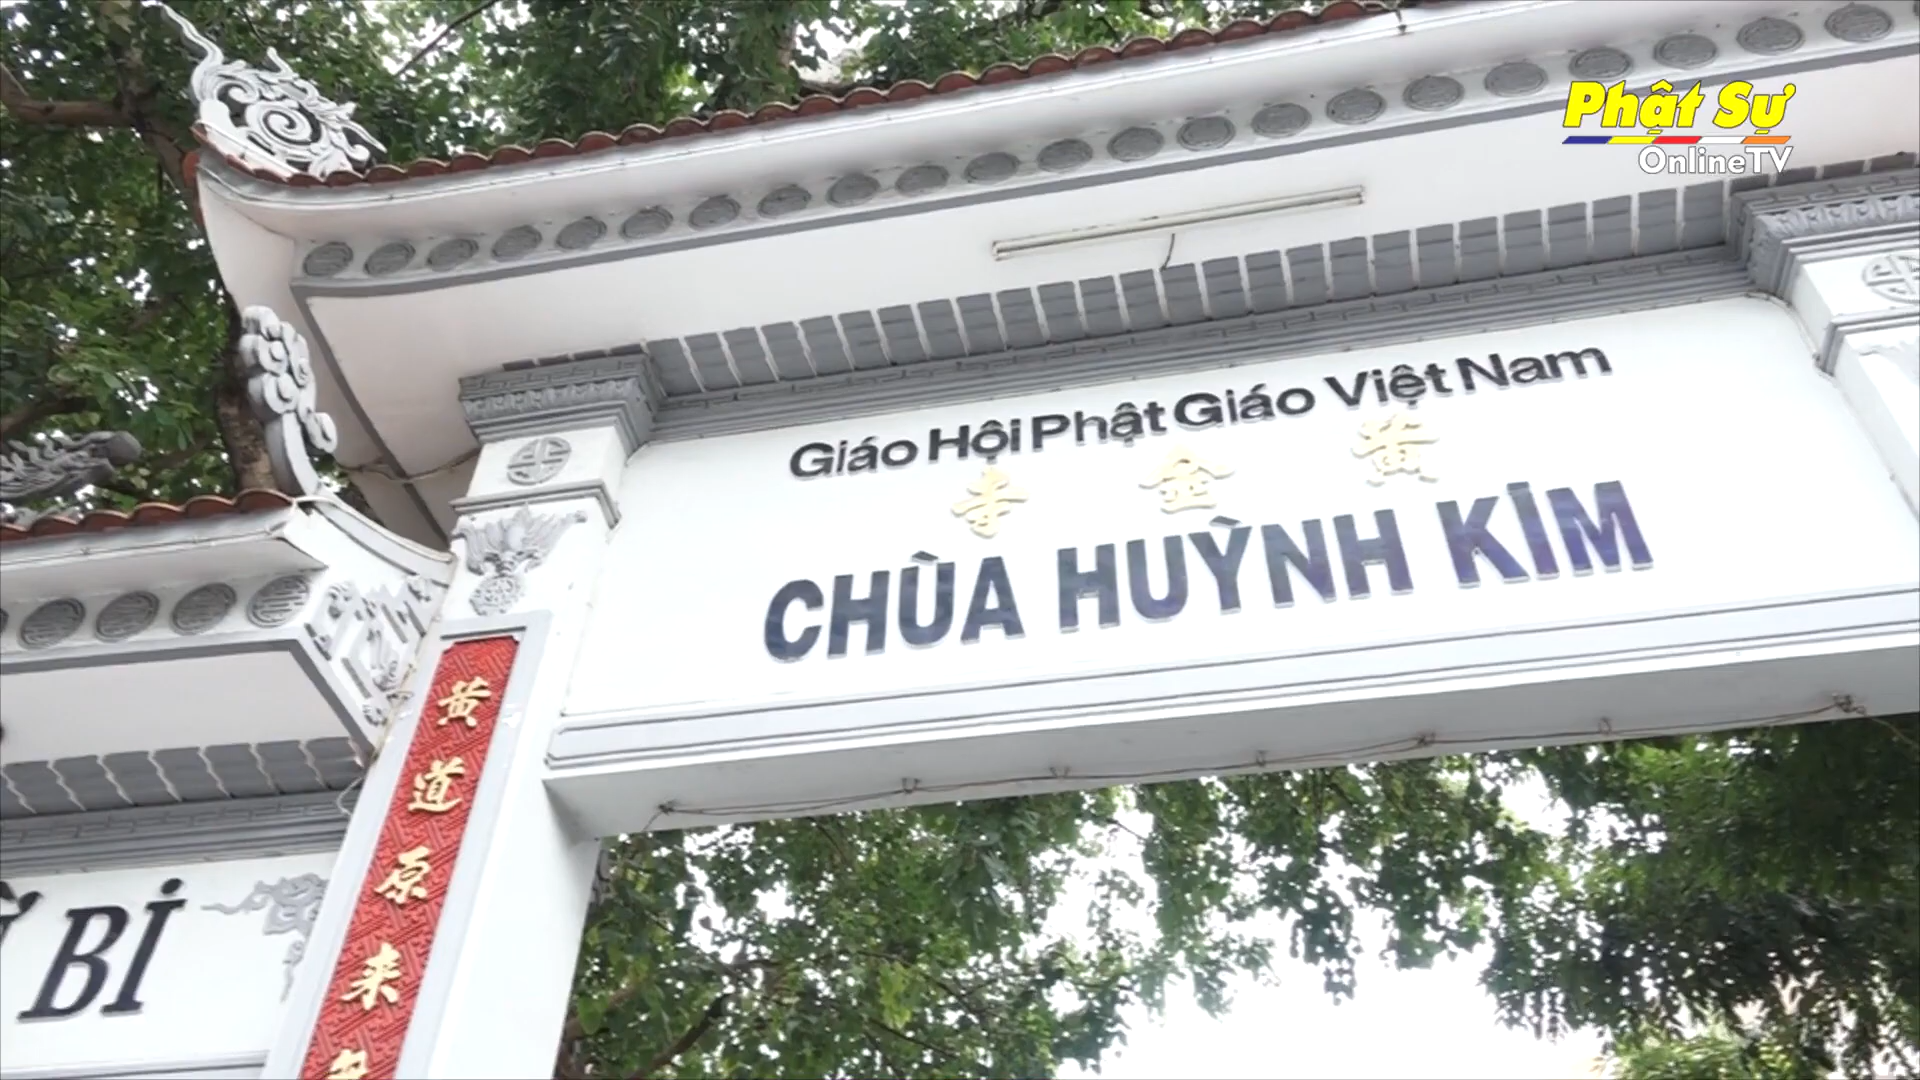 Phật Sự
OnlineTV
Giáo Hội Phật Giáo Việt Nam
寺金黃
CHÙA HUỲNH KIM
黃道原来
BI